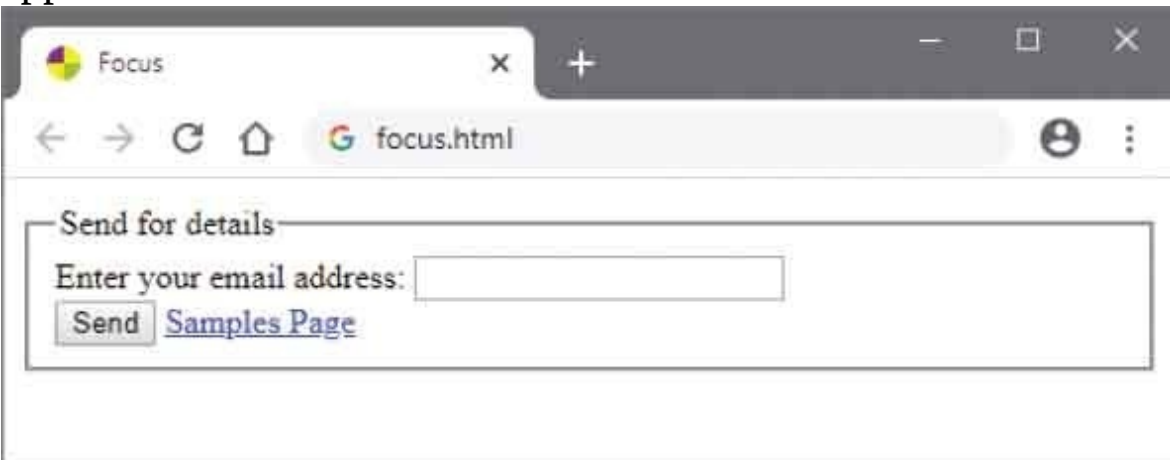 Focus
focus.html
Send for details
Enter your email address:
Send Samples Page